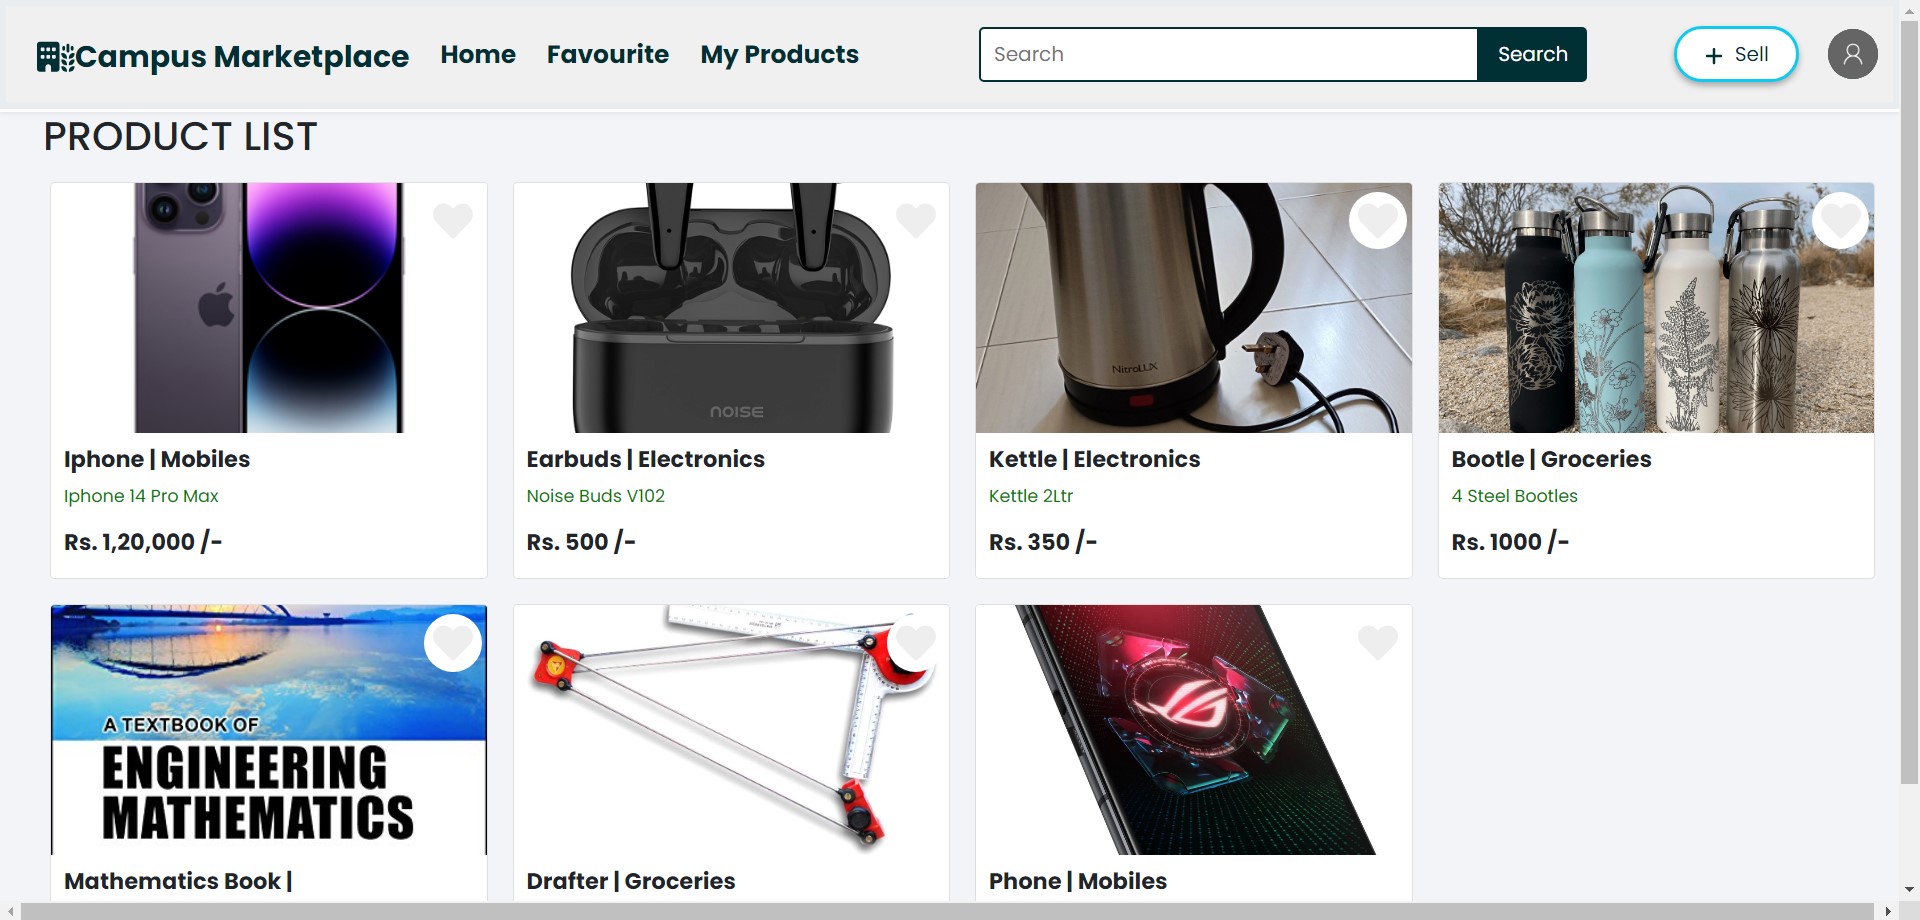 Campus Marketplace Home Favourite My Products Search Search + Sell
PRODUCT LIST
NOISE
NitroLUX
Iphone | Mobiles
Iphone 14 Pro Max
Rs. 1,20,000 /-
Earbuds | Electronics
Noise Buds V102
Rs. 500 /-
Kettle | Electronics
Kettle 2Ltr
Rs. 350 /-
Bootle | Groceries
4 Steel Bootles
Rs. 1000 /-
A TEXTBOOK OF
ENGINEERING
MATHEMATICS
Mathematics Book |
Drafter | Groceries
Phone | Mobiles